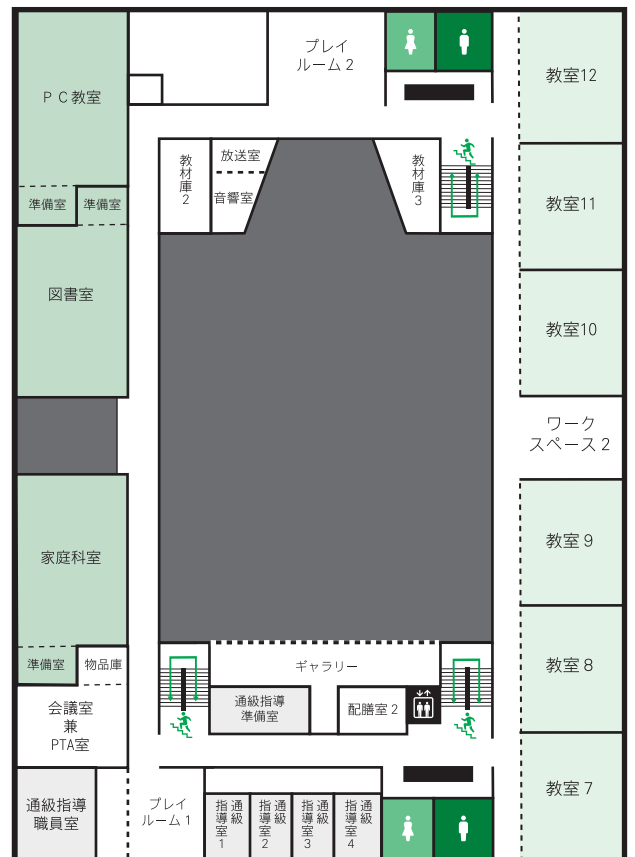 プレイ
ルーム 2
ＰＣ教室
教室12
教材庫2
放送室
音響室
教材庫3
準備室
準備室
教室11
図書室
教室10
ワーク
スペース 2
家庭科室
教室 9
準備室
物品庫
ギャラリー
教室 8
会議室
兼
PTA室
通級指導
準備室
配膳室 2
通級指導
職員室
プレイ
ルーム 1
通級
指導室1
通級
指導室2
通級
指導室3
通級
指導室4
教室 7